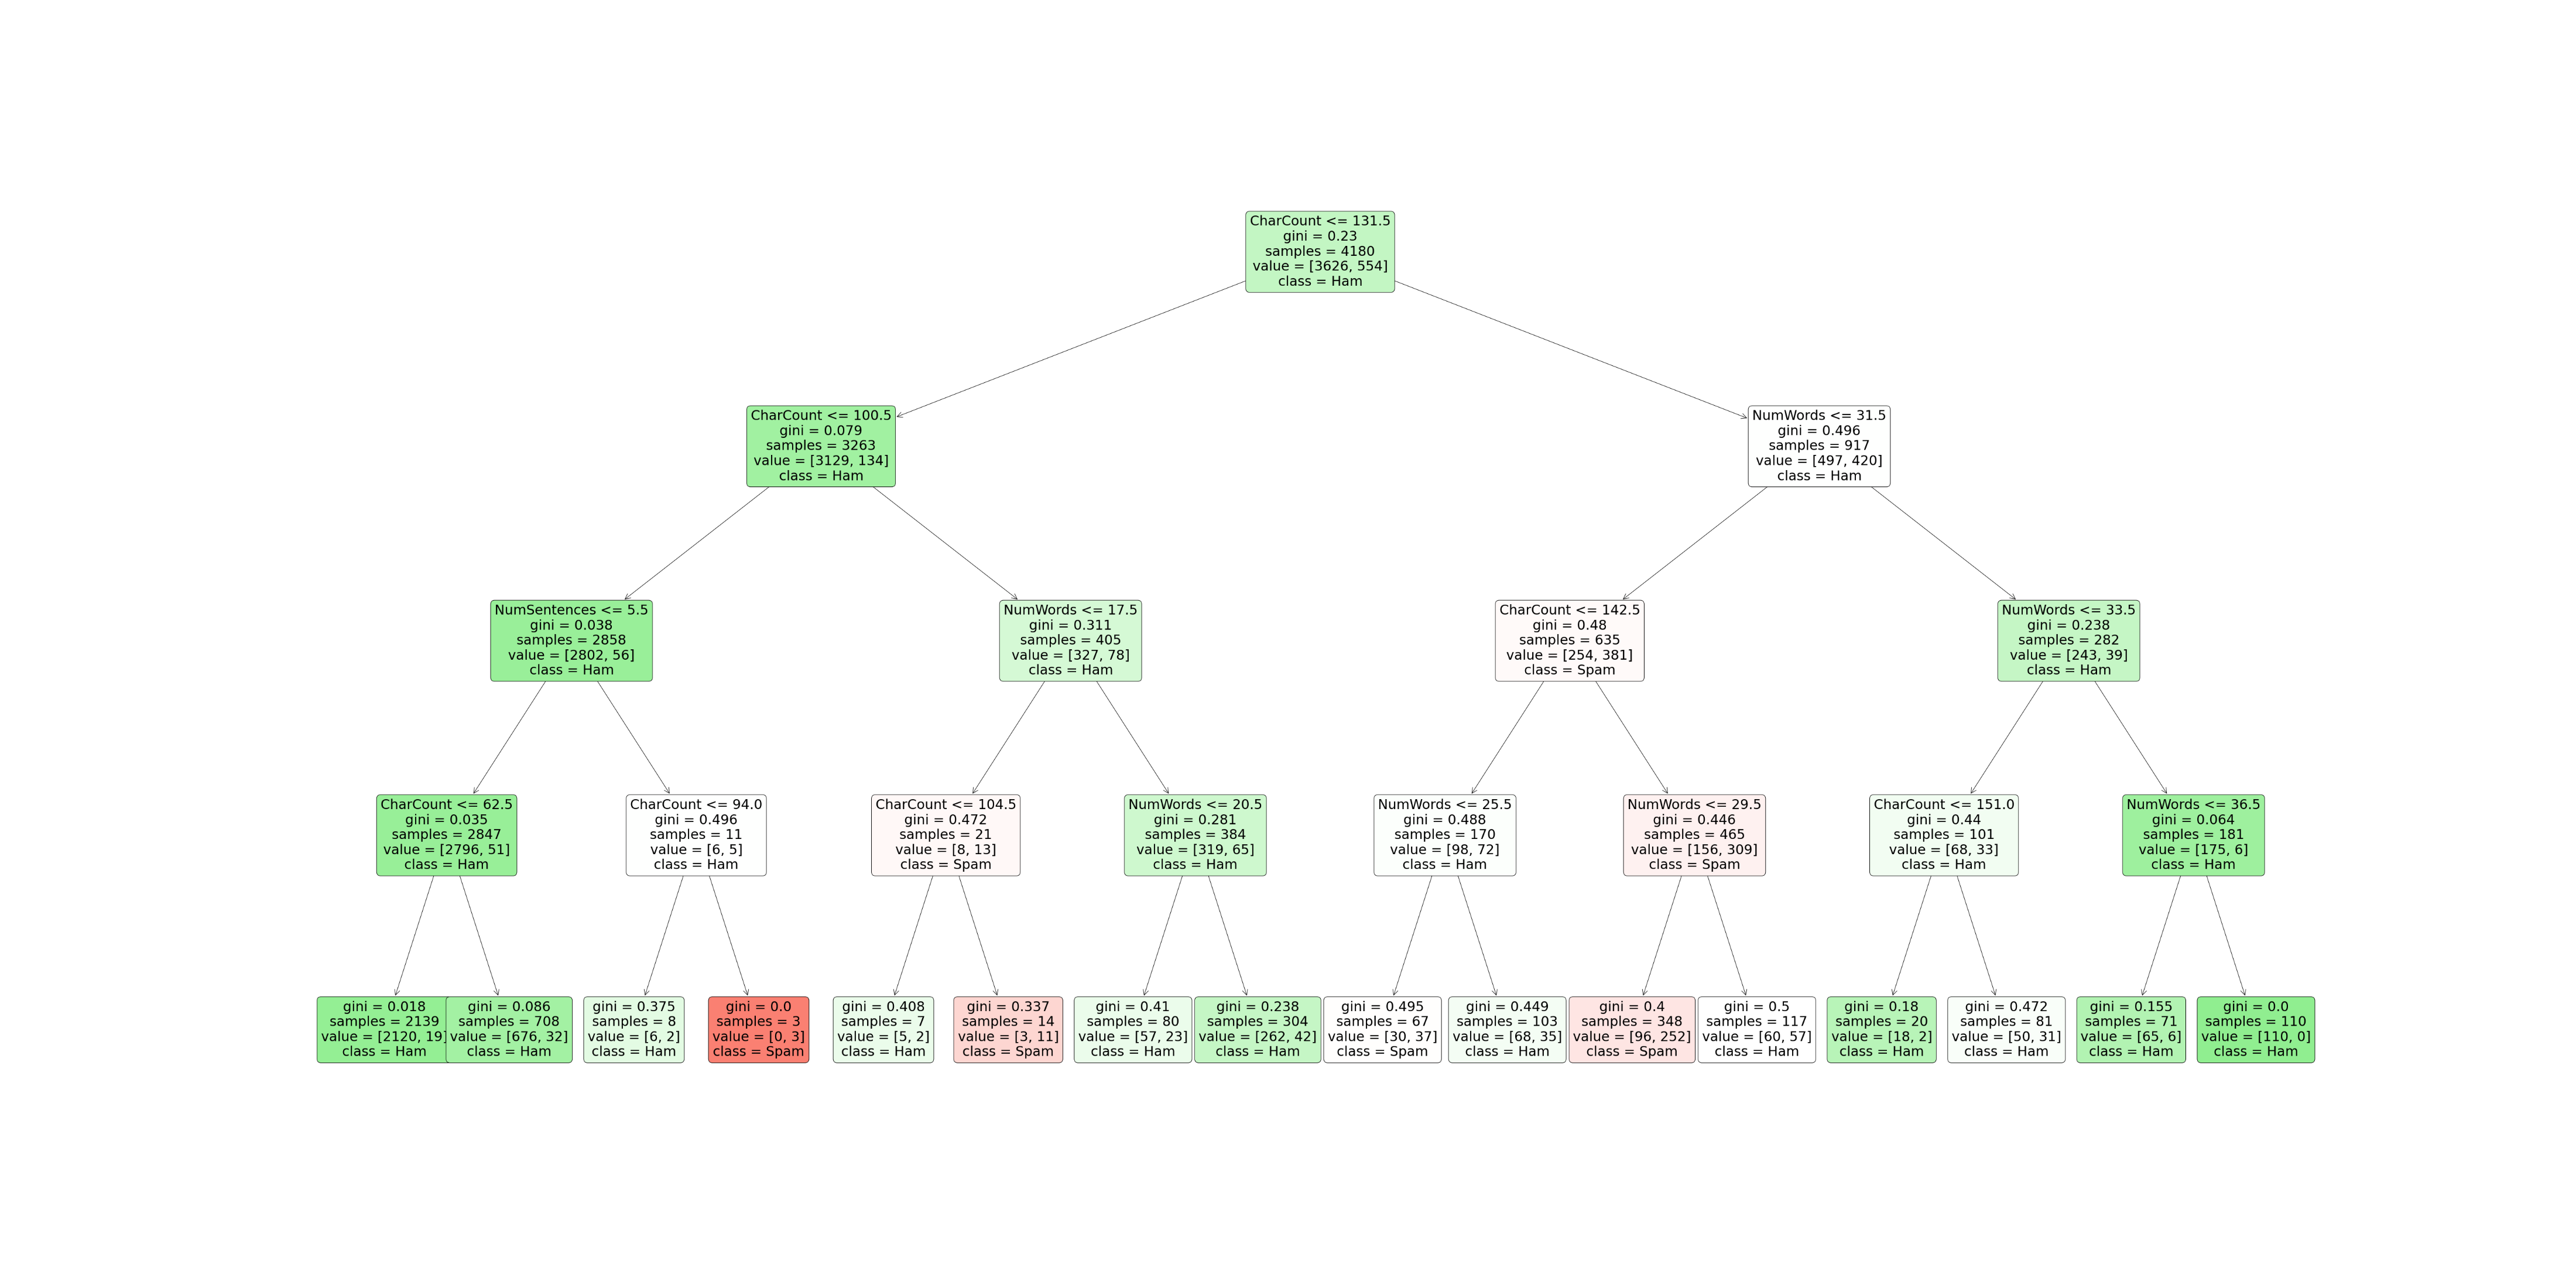 CharCount <= 131.5
gini = 0.23
samples = 4180
value = [3626, 554]
class = Ham
CharCount <= 100.5
gini = 0.079
samples = 3263
value = [3129, 134]
class = Ham
NumWords <= 31.5
gini = 0.496
samples = 917
value = [497, 420]
class = Ham
NumSentences <= 5.5
gini = 0.038
samples = 2858
value = [2802, 56]
class = Ham
NumWords <= 17.5
gini = 0.311
samples = 405
value = [327, 78]
class = Ham
CharCount <= 142.5
gini = 0.48
samples = 635
value = [254, 381]
class = Spam
NumWords <= 33.5
gini = 0.238
samples = 282
value = [243, 39]
class = Ham
CharCount <= 62.5
gini = 0.035
samples = 2847
value = [2796, 51]
class = Ham
CharCount <= 94.0
gini = 0.496
samples = 11
value = [6, 5]
class = Ham
CharCount <= 104.5
gini = 0.472
samples = 21
value = [8, 13]
class = Spam
NumWords <= 20.5
gini = 0.281
samples = 384
value = [319, 65]
class = Ham
NumWords <= 25.5
gini = 0.488
samples = 170
value = [98, 72]
class = Ham
NumWords <= 29.5
gini = 0.446
samples = 465
value = [156, 309]
class = Spam
CharCount <= 151.0
gini = 0.44
samples = 101
value = [68, 33]
class = Ham
NumWords <= 36.5
gini = 0.064
samples = 181
value = [175, 6]
class = Ham
gini = 0.018
samples = 2139
value = [2120, 19]
class = Ham
gini = 0.086
samples = 708
value = [676, 32]
class = Ham
gini = 0.375
samples = 8
value = [6, 2]
class = Ham
gini = 0.0
samples = 3
value = [0, 3]
class = Spam
gini = 0.408
samples = 7
value = [5, 2]
class = Ham
gini = 0.337
samples = 14
value = [3, 11]
class = Spam
gini = 0.41
samples = 80
value = [57, 23]
class = Ham
gini = 0.238
samples = 304
value = [262, 42]
class = Ham
gini = 0.495
samples = 67
value = [30, 37]
class = Spam
gini = 0.449
samples = 103
value = [68, 35]
class = Ham
gini = 0.4
samples = 348
value = [96, 252]
class = Spam
gini = 0.5
samples = 117
value = [60, 57]
class = Ham
gini = 0.18
samples = 20
value = [18, 2]
class = Ham
gini = 0.472
samples = 81
value = [50, 31]
class = Ham
gini = 0.155
samples = 71
value = [65, 6]
class = Ham
gini = 0.0
samples = 110
value = [110, 0]
class = Ham